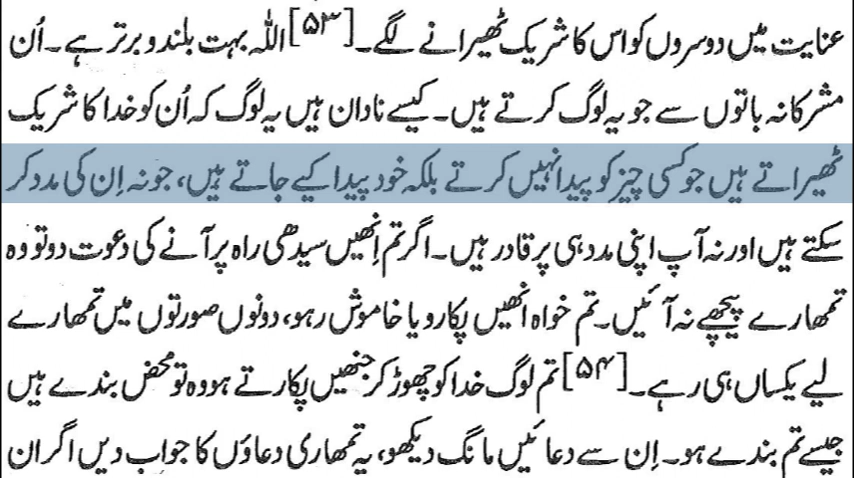 عنایت میں دوسروں کو اس کا شریک ٹھیرانے لگے۔[۵۳] اللہ بہت بلند و برتر ہے۔ اُن
مشرکانہ باتوں سے جو یہ لوگ کرتے ہیں۔ کیسے نادان ہیں یہ لوگ کہ اُن کو خدا کا شریک
ٹھیراتے ہیں جو کسی چیز کو پیدا نہیں کرتے بلکہ خود پیدا کیے جاتے ہیں، جو نہ اِن کی مدد کر
سکتے ہیں اور نہ آپ اپنی مدد ہی پر قادر ہیں۔ اگر تم اِنھیں سیدھی راہ پر آنے کی دعوت دو تو وہ
تمھارے پیچھے نہ آئیں۔ تم خواہ انھیں پکارو یا خاموش رہو، دونوں صورتوں میں تمھارے
لیے یکساں ہی رہے۔[۵۴] تم لوگ خدا کو چھوڑ کر جنھیں پکارتے ہو وہ تو محض بندے ہیں
جیسے تم بندے ہو۔ اِن سے دعائیں مانگ دیکھو، یہ تمھاری دعاؤں کا جواب دیں اگر ان